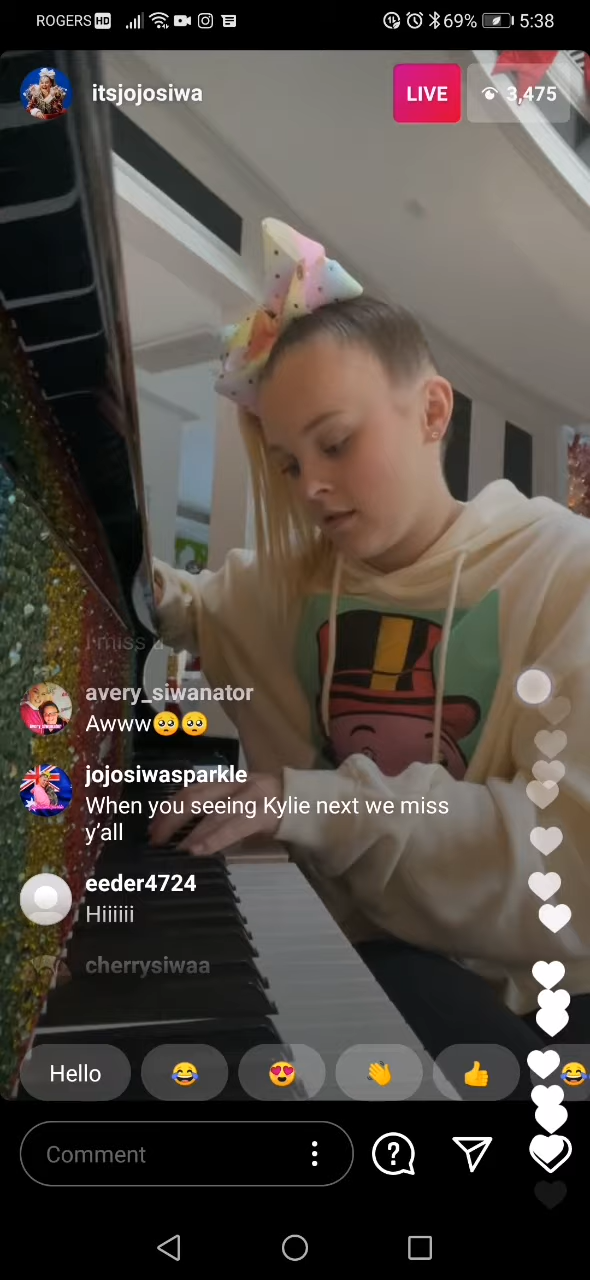 ROGERS HD 69% 5:38
itsjojosiwa LIVE 3,475
I miss u
avery_siwanator
Awww🥺🥺
jojosiwasparkle
When you seeing Kylie next we miss
y'all
eeder4724
Hiiiiii
cherrysiwaa
Hello 😂 😍 👋 👍 😂
Comment